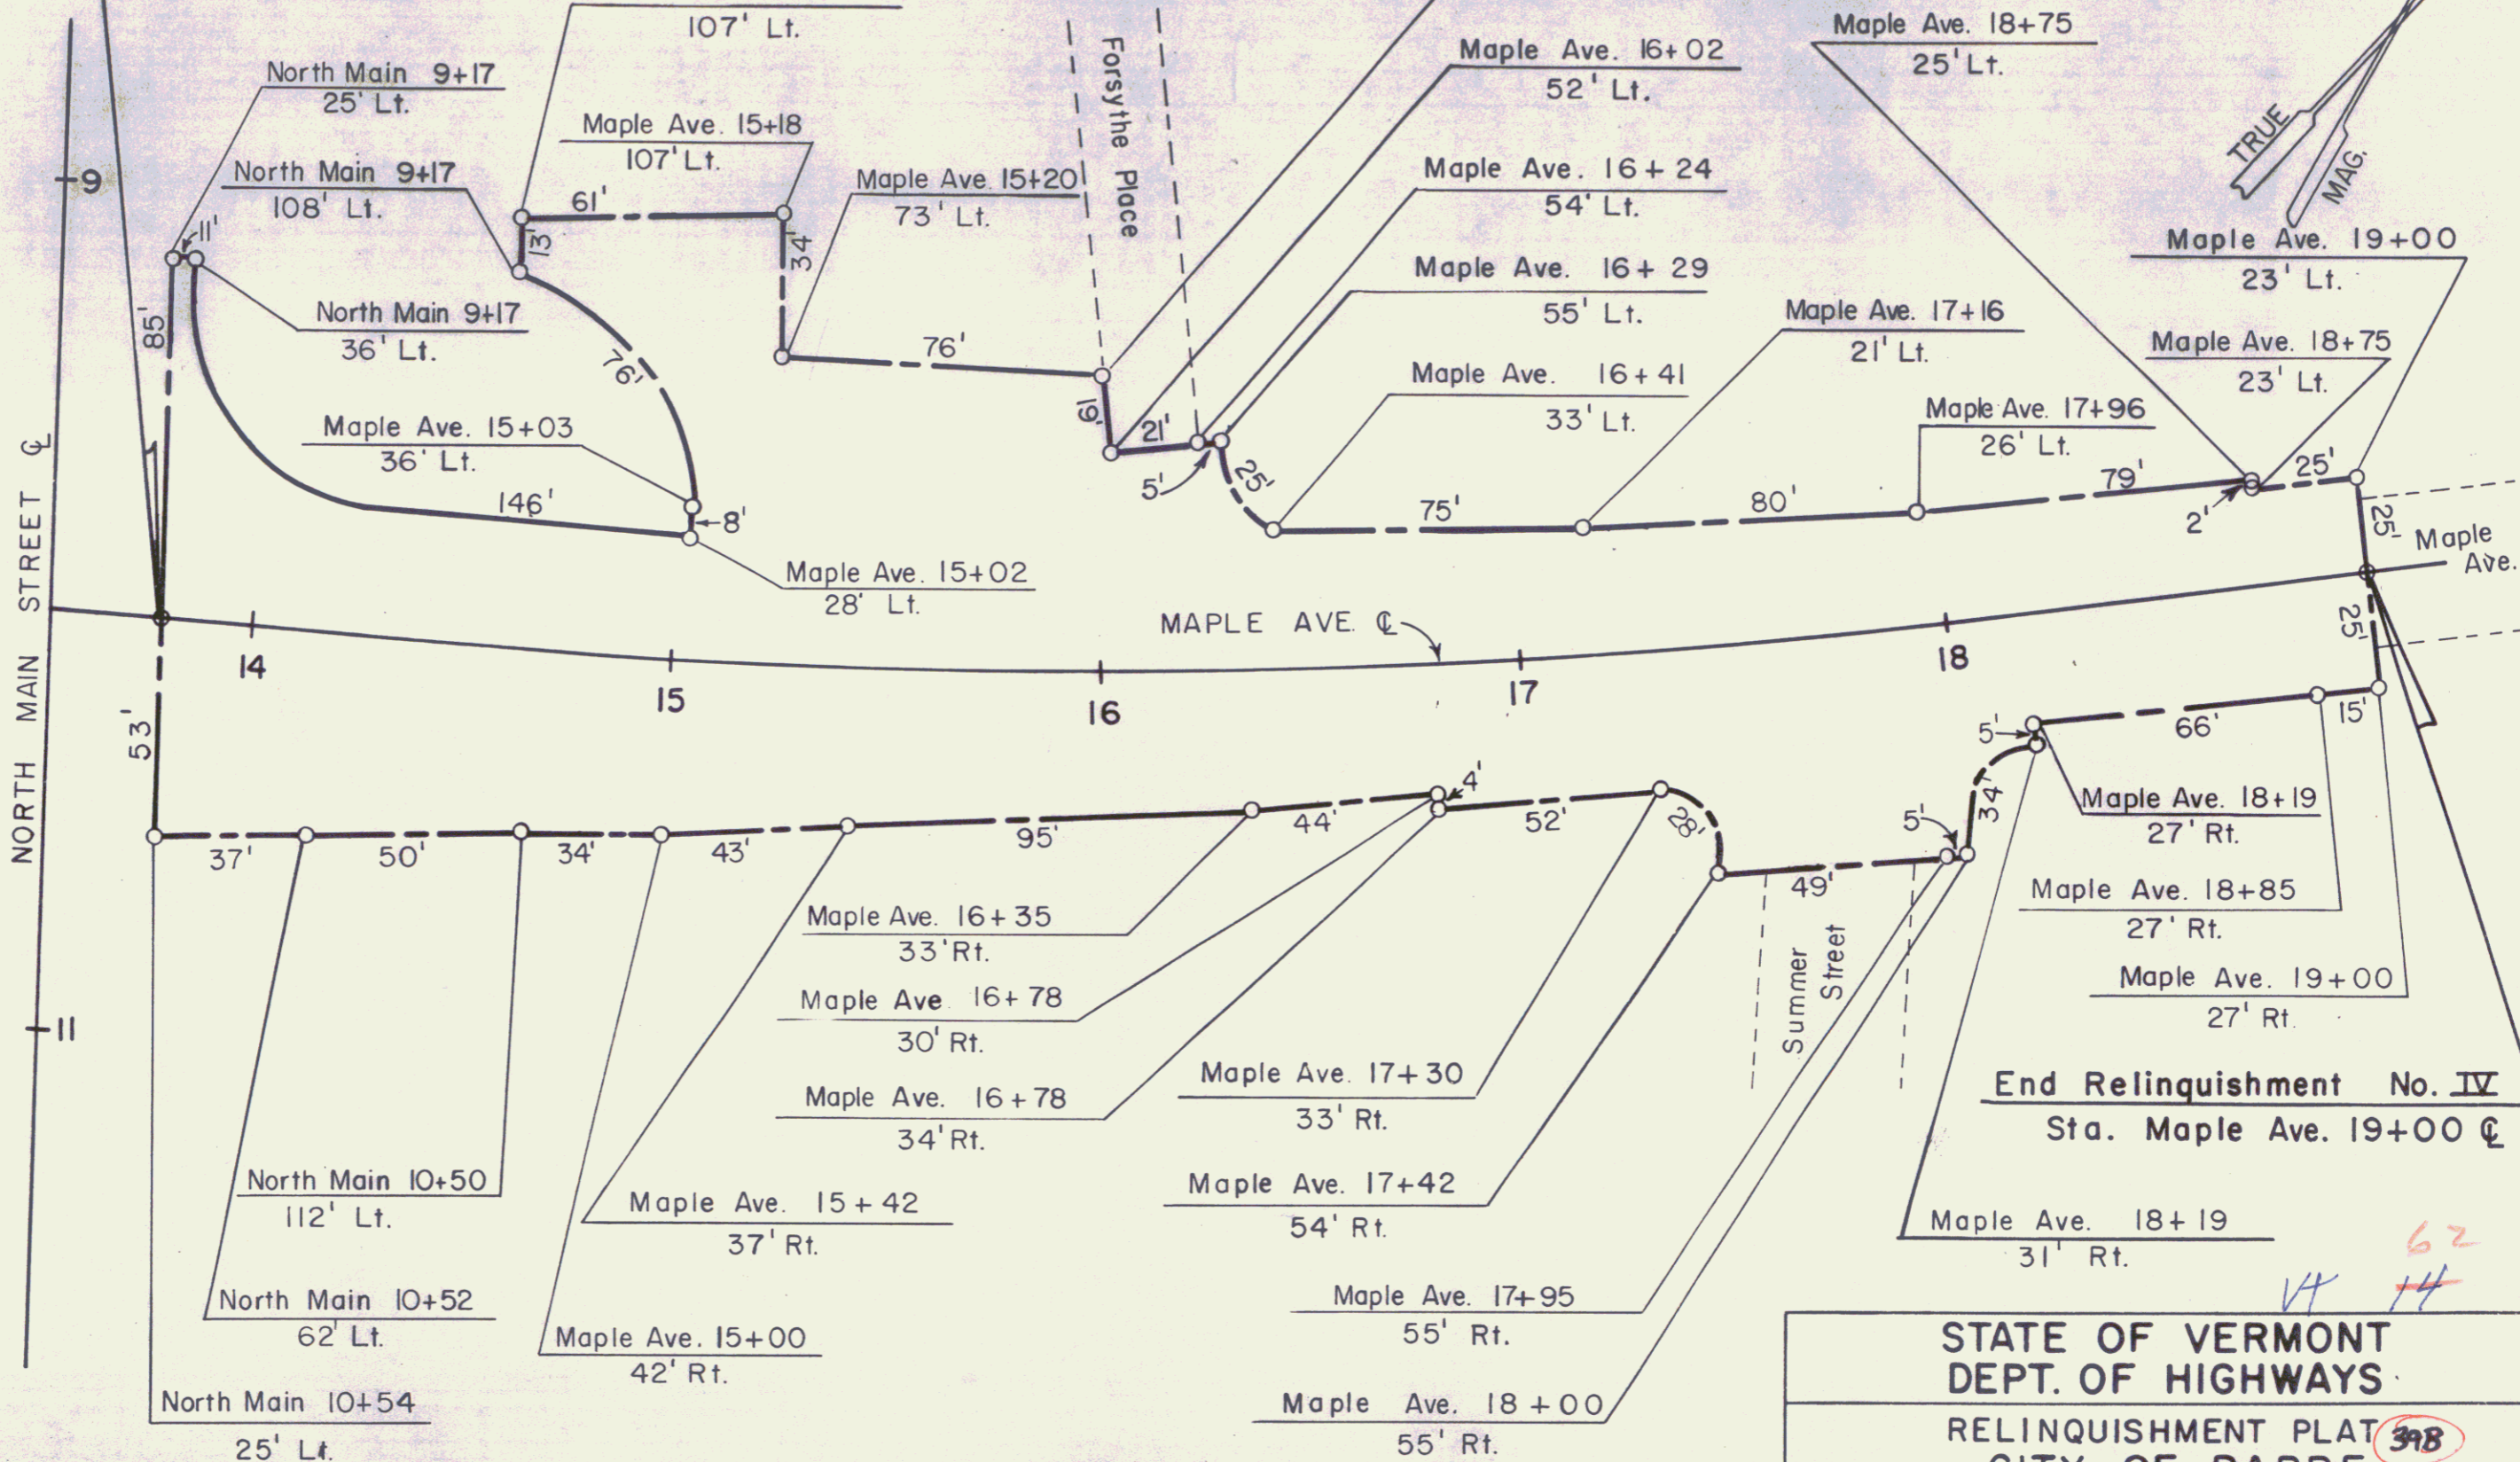 107' Lt.
North Main 9+17
25' Lt.
North Main 9+17
108' Lt.
Maple Ave. 15+18
107' Lt.
Maple Ave. 15+20
73' Lt.
Forsythe Place
Maple Ave. 16+02
52' Lt.
Maple Ave. 18+75
25' Lt.
TRUE
MAG.
Maple Ave. 16+24
54' Lt.
Maple Ave. 16+29
55' Lt.
Maple Ave. 16+41
33' Lt.
Maple Ave. 17+16
21' Lt.
Maple Ave. 19+00
23' Lt.
Maple Ave. 18+75
23' Lt.
Maple Ave. 17+96
26' Lt.
9
11'
61'
13'
34'
85'
North Main 9+17
36' Lt.
76'
76'
Maple Ave. 15+03
36' Lt.
146'
8'
19'
21'
5'
25'
75'
80'
79'
2'
25'
25'
Maple
Ave.
Maple Ave. 15+02
28' Lt.
NORTH MAIN STREET ℄
MAPLE AVE. ℄
14
15
16
17
18
25'
53'
37'
50'
34'
43'
95'
44'
4'
52'
28'
49'
5'
34'
5'
66'
15'
11
Maple Ave. 16+35
33' Rt.
Maple Ave. 16+78
30' Rt.
Maple Ave. 16+78
34' Rt.
Maple Ave. 17+30
33' Rt.
Maple Ave. 17+42
54' Rt.
Summer
Street
Maple Ave. 18+19
27' Rt.
Maple Ave. 18+85
27' Rt.
Maple Ave. 19+00
27' Rt.
End Relinquishment No. IV
Sta. Maple Ave. 19+00 ℄
North Main 10+50
112' Lt.
Maple Ave. 15+42
37' Rt.
Maple Ave. 18+19
31' Rt.
North Main 10+52
62' Lt.
Maple Ave. 15+00
42' Rt.
Maple Ave. 17+95
55' Rt.
North Main 10+54
25' Lt.
Maple Ave. 18+00
55' Rt.
62
Vt 14
STATE OF VERMONT
DEPT. OF HIGHWAYS
RELINQUISHMENT PLAT
CITY OF BARRE